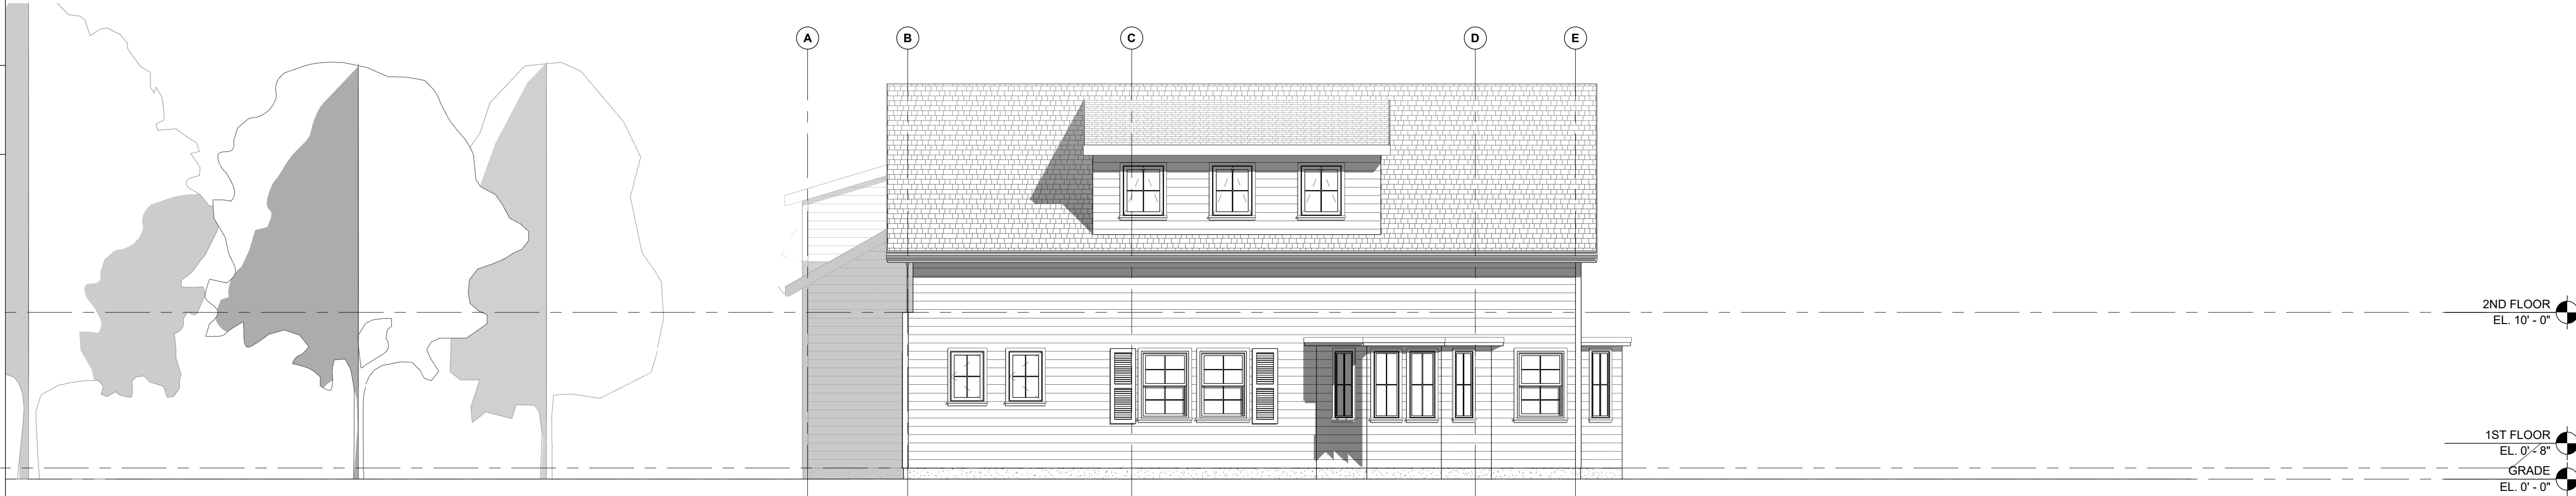 A B C D E
2ND FLOOR
EL. 10' - 0"
1ST FLOOR
EL. 0' - 8"
GRADE
EL. 0' - 0"